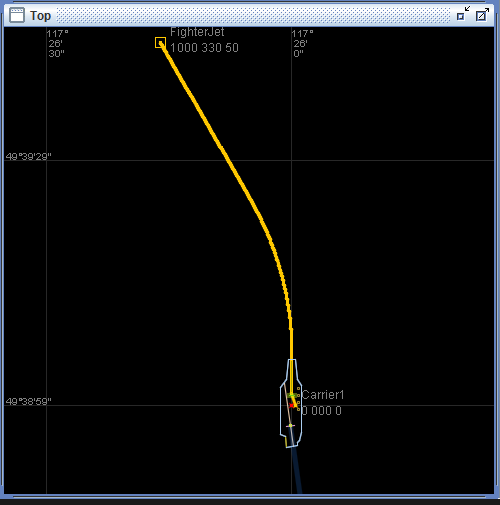 Top
117°
26'
30"
FighterJet
1000 330 50
117°
26'
0"
49°39'29"
49°38'59"
Carrier1
0 000 0